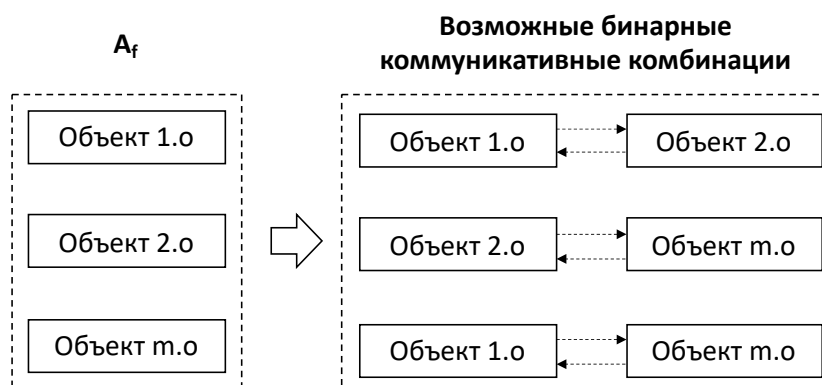 A_f
Возможные бинарные
коммуникативные комбинации
Объект 1.о
Объект 2.о
Объект m.о
Объект 1.о
Объект 2.о
Объект 2.о
Объект m.о
Объект 1.о
Объект m.о